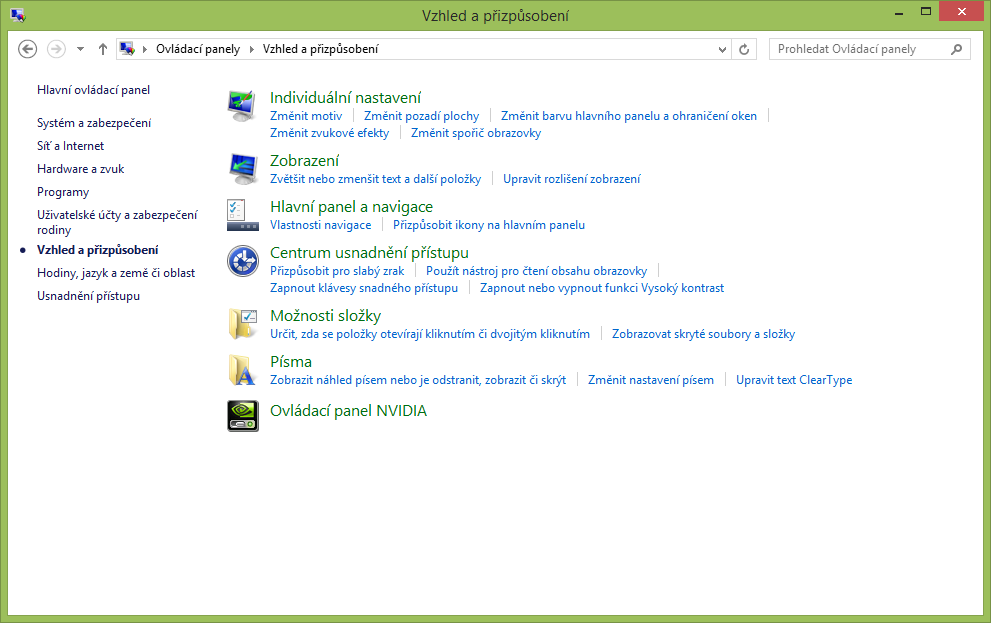 Vzhled a přizpůsobení
Ovládací panely Vzhled a přizpůsobení
Prohledat Ovládací panely
Hlavní ovládací panel
Systém a zabezpečení
Síť a Internet
Hardware a zvuk
Programy
Uživatelské účty a zabezpečení
rodiny
Vzhled a přizpůsobení
Hodiny, jazyk a země či oblast
Usnadnění přístupu
Individuální nastavení
Změnit motiv Změnit pozadí plochy Změnit barvu hlavního panelu a ohraničení oken
Změnit zvukové efekty Změnit spořič obrazovky
Zobrazení
Zvětšit nebo zmenšit text a další položky Upravit rozlišení zobrazení
Hlavní panel a navigace
Vlastnosti navigace Přizpůsobit ikony na hlavním panelu
Centrum usnadnění přístupu
Přizpůsobit pro slabý zrak Použít nástroj pro čtení obsahu obrazovky
Zapnout klávesy snadného přístupu Zapnout nebo vypnout funkci Vysoký kontrast
Možnosti složky
Určit, zda se položky otevírají kliknutím či dvojitým kliknutím Zobrazovat skryté soubory a složky
Písma
Zobrazit náhled písem nebo je odstranit, zobrazit či skrýt Změnit nastavení písem Upravit text ClearType
Ovládací panel NVIDIA